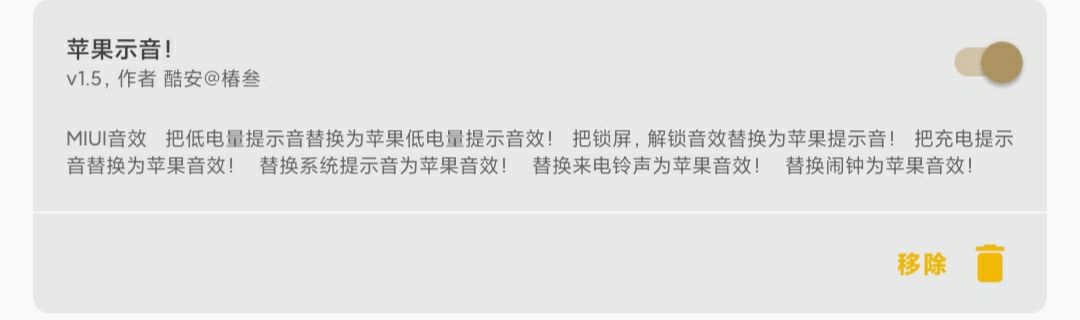 苹果示音!
v1.5, 作者 酷安@椿叁
MIUI音效 把低电量提示音替换为苹果低电量提示音效! 把锁屏, 解锁音效替换为苹果提示音! 把充电提示
音替换为苹果音效! 替换系统提示音为苹果音效! 替换来电铃声为苹果音效! 替换闹钟为苹果音效!
移除